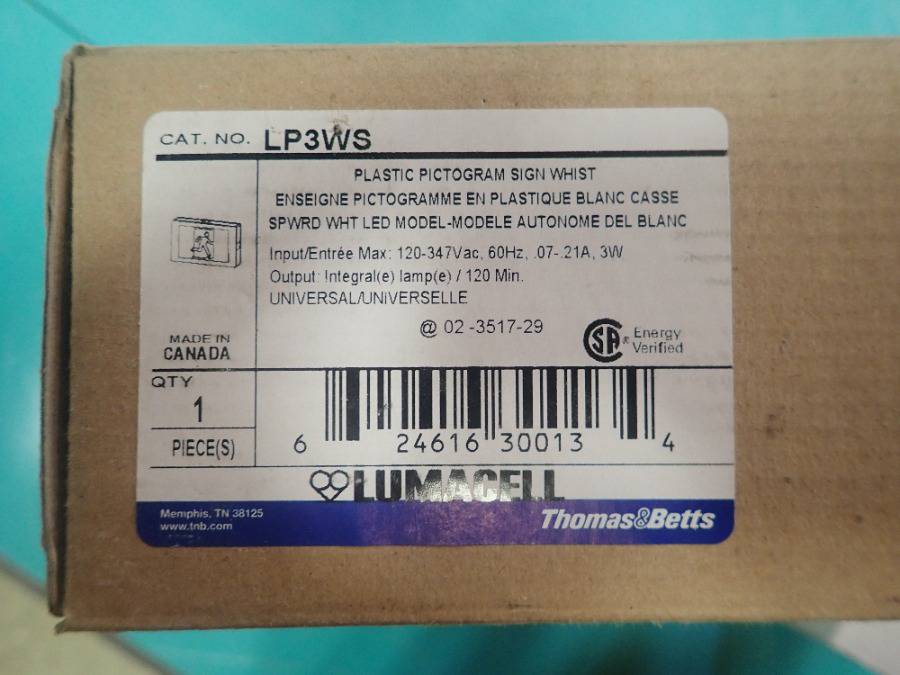 CAT. NO. LP3WS
PLASTIC PICTOGRAM SIGN WHIST
ENSEIGNE PICTOGRAMME EN PLASTIQUE BLANC CASSE
SPWRD WHT LED MODEL-MODELE AUTONOME DEL BLANC
Input/Entrée Max: 120-347Vac, 60Hz, .07-.21A, 3W
Output: Integral(e) lamp(e) / 120 Min.
UNIVERSAL/UNIVERSELLE
@ 02 -3517-29
MADE IN
CANADA
SA® Energy
Verified
QTY
1
PIECE(S)
6 24616 30013 4
LUMACELL
Memphis, TN 38125
www.tnb.com
Thomas&Betts